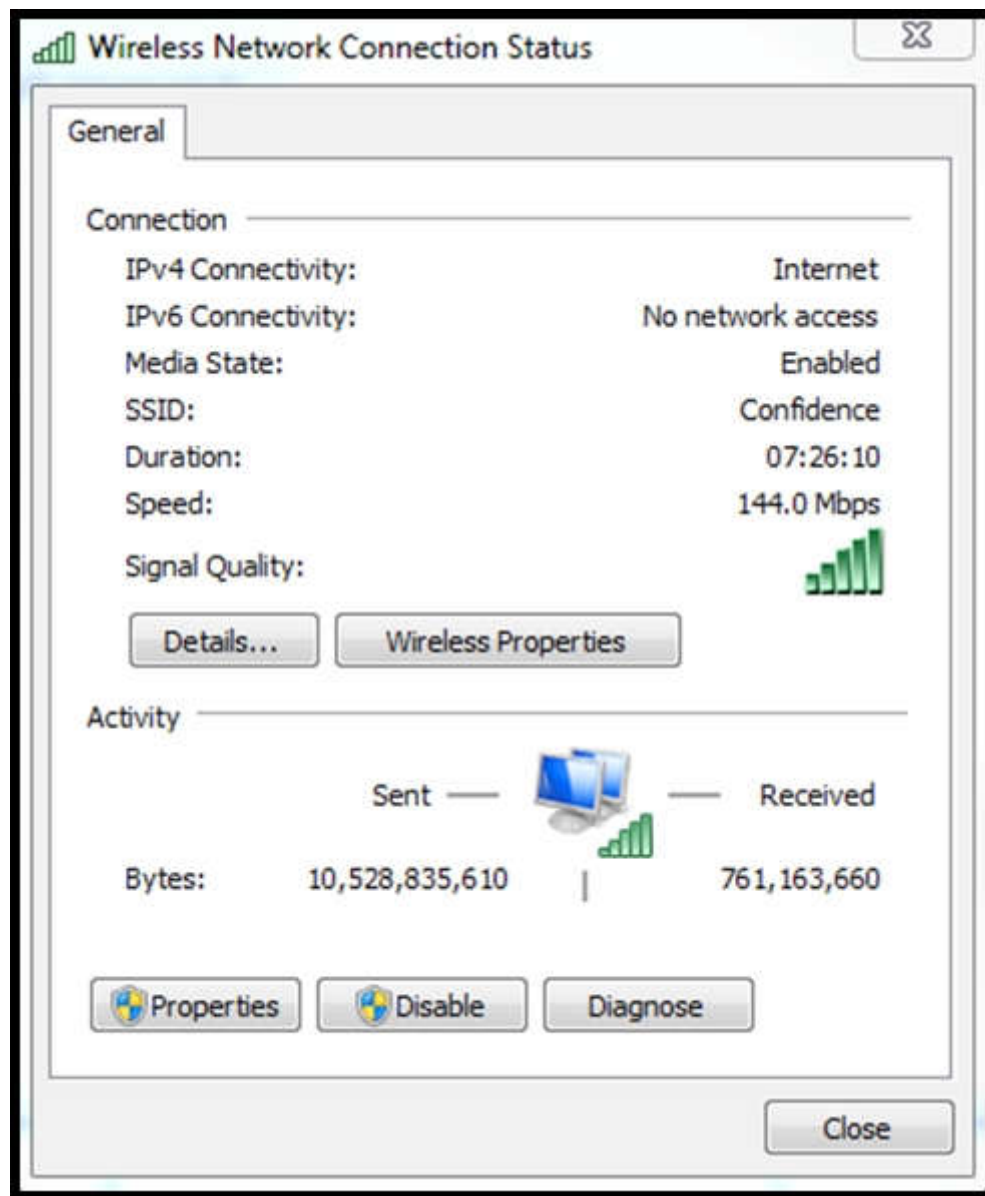 Wireless Network Connection Status
General
Connection
IPv4 Connectivity: Internet
IPv6 Connectivity: No network access
Media State: Enabled
SSID: Confidence
Duration: 07:26:10
Speed: 144.0 Mbps
Signal Quality:
Details... Wireless Properties
Activity
Sent Received
Bytes: 10,528,835,610 761,163,660
Properties Disable Diagnose
Close